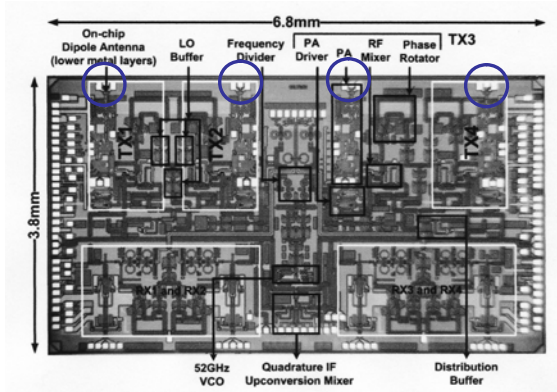 6.8mm
On-chip
Dipole Antenna
(lower metal layers)
LO
Buffer
Frequency
Divider
PA
Driver
PA
RF
Mixer
Phase
Rotator
TX3
3.8mm
TX1
TX2
TX4
RX1 and RX2
RX3 and RX4
52GHz
VCO
Quadrature IF
Upconversion Mixer
Distribution
Buffer